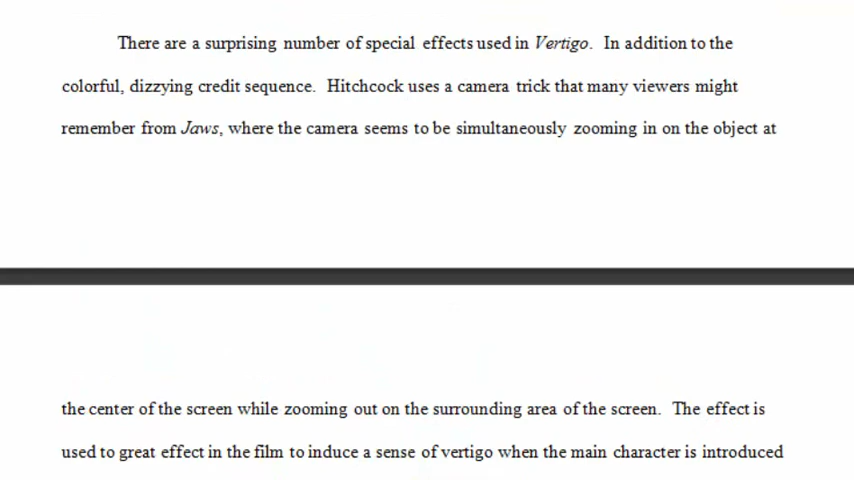 There are a surprising number of special effects used in Vertigo. In addition to the
colorful, dizzying credit sequence. Hitchcock uses a camera trick that many viewers might
remember from Jaws, where the camera seems to be simultaneously zooming in on the object at
the center of the screen while zooming out on the surrounding area of the screen. The effect is
used to great effect in the film to induce a sense of vertigo when the main character is introduced